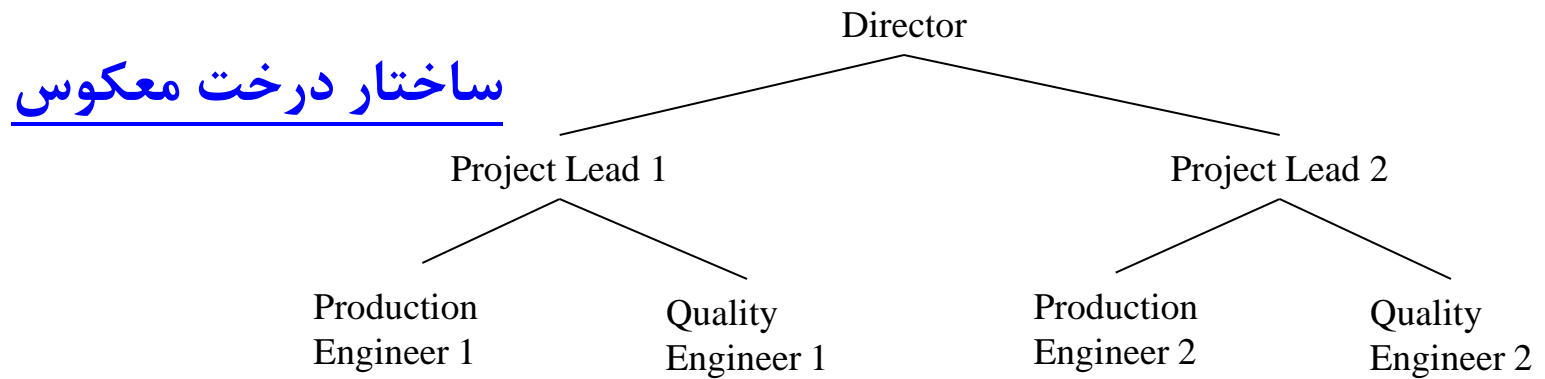 Director
ساختار درخت معکوس
Project Lead 1
Project Lead 2
Production
Engineer 1
Quality
Engineer 1
Production
Engineer 2
Quality
Engineer 2